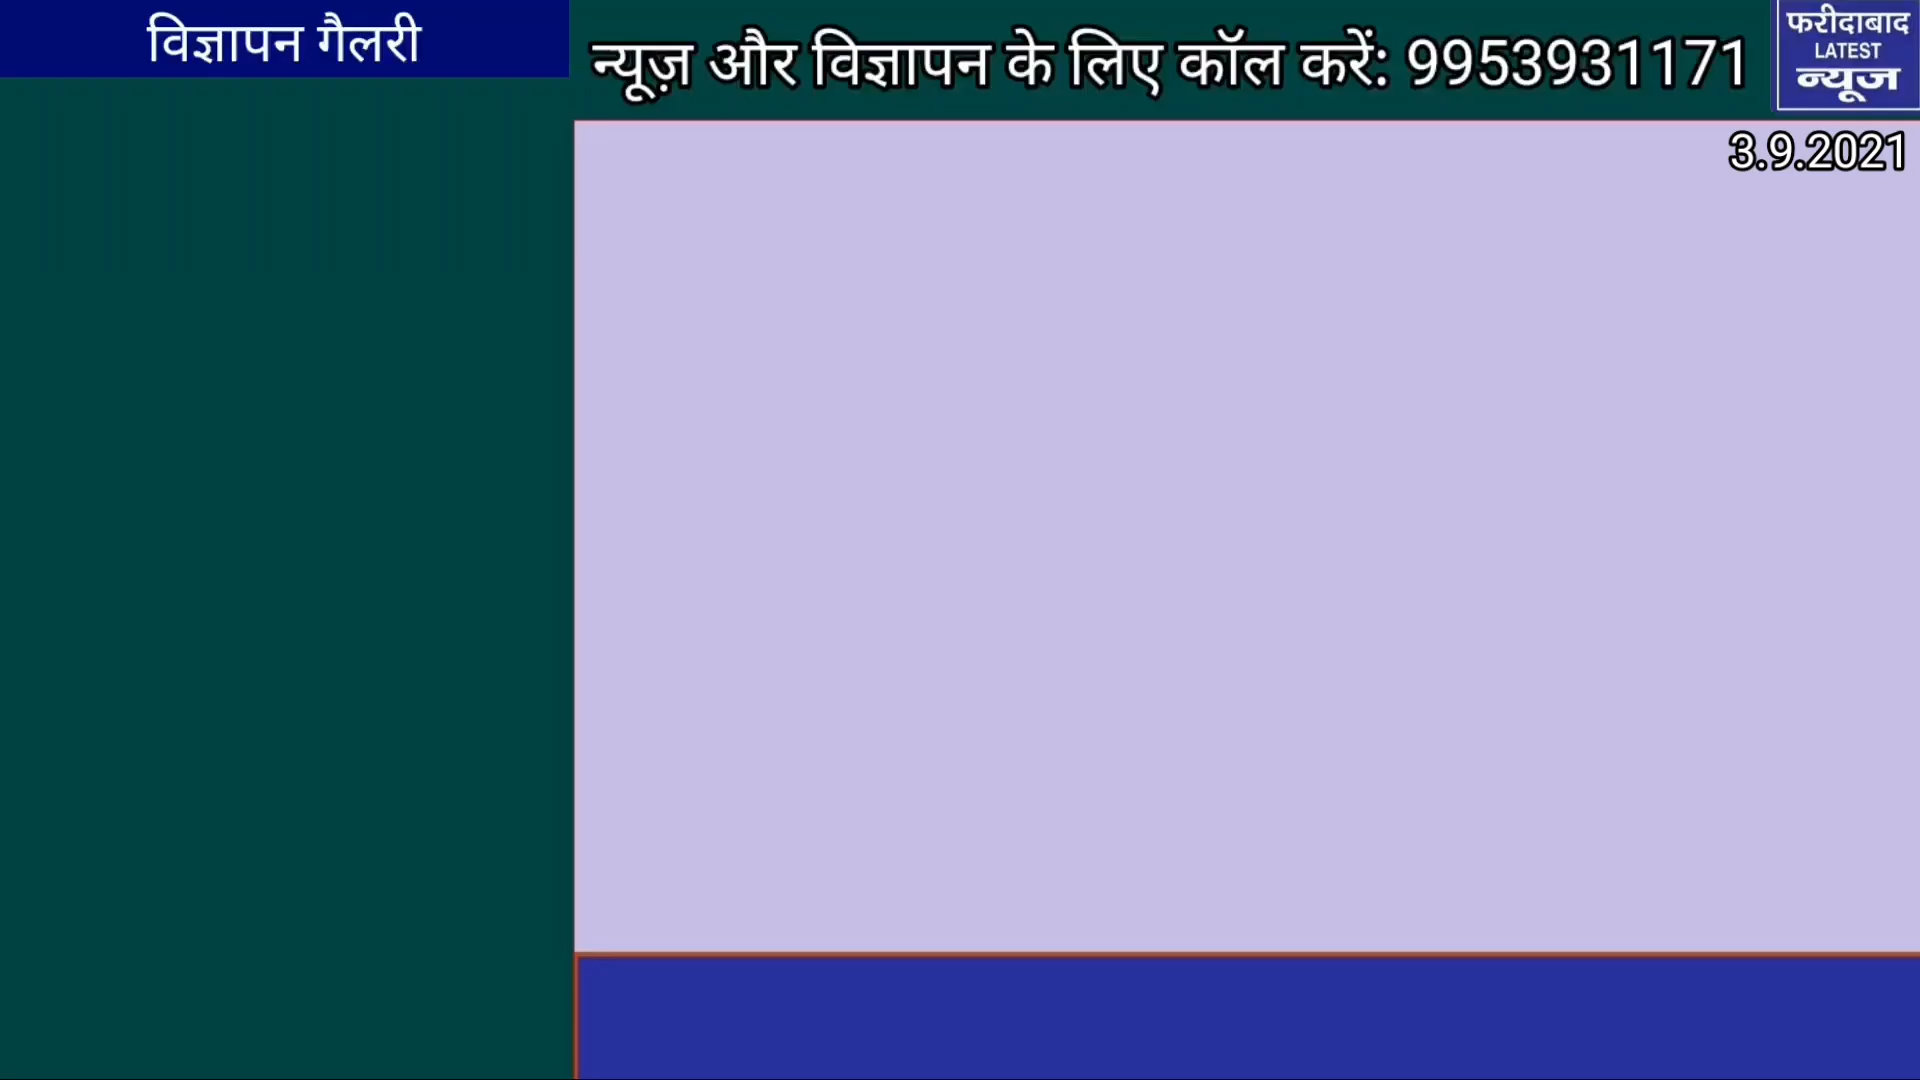 विज्ञापन गैलरी
न्यूज़ और विज्ञापन के लिए कॉल करें: 9953931171
फरीदाबाद
LATEST
न्यूज
3.9.2021